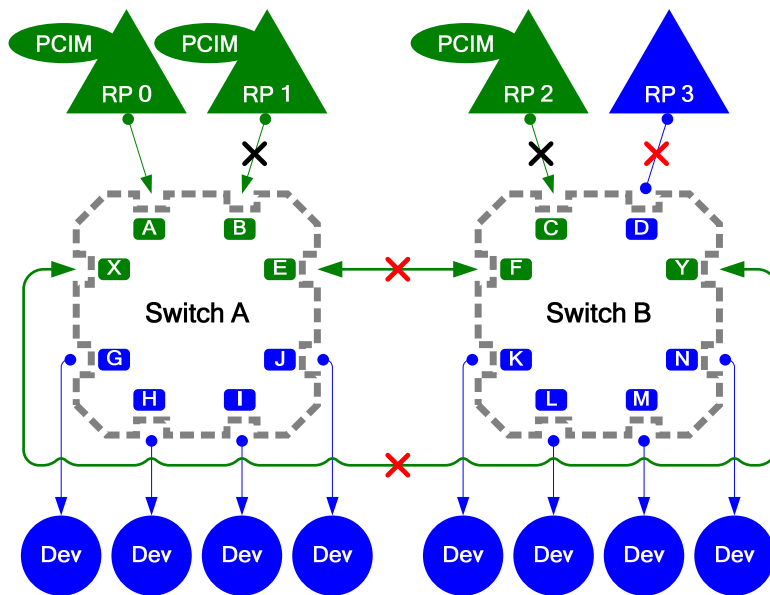 PCIM PCIM PCIM
RP 0 RP 1 RP 2 RP 3
A B C D
X E F Y
Switch A Switch B
G J K N
H I L M
Dev Dev Dev Dev Dev Dev Dev Dev